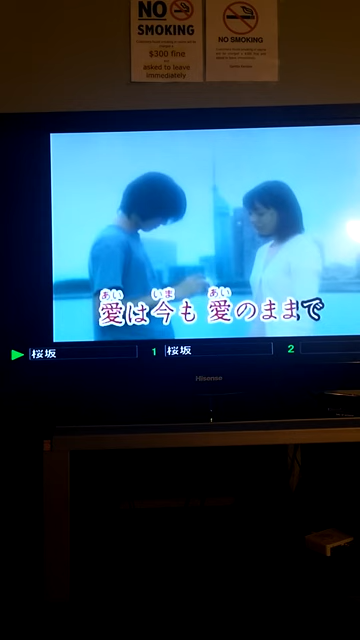 NO
SMOKING
$300 fine
asked to leave
immediately
NO SMOKING
あい いま あい
愛は今も 愛のままで
桜坂 1 桜坂 2
Hisense